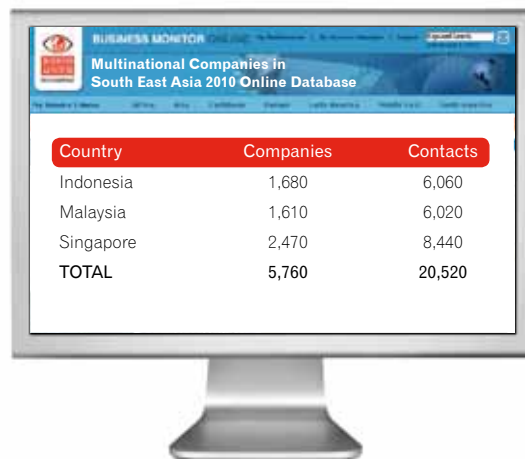 BUSINESS MONITOR ONLINE
Multinational Companies in
South East Asia 2010 Online Database
Country Companies Contacts
Indonesia 1,680 6,060
Malaysia 1,610 6,020
Singapore 2,470 8,440
TOTAL 5,760 20,520